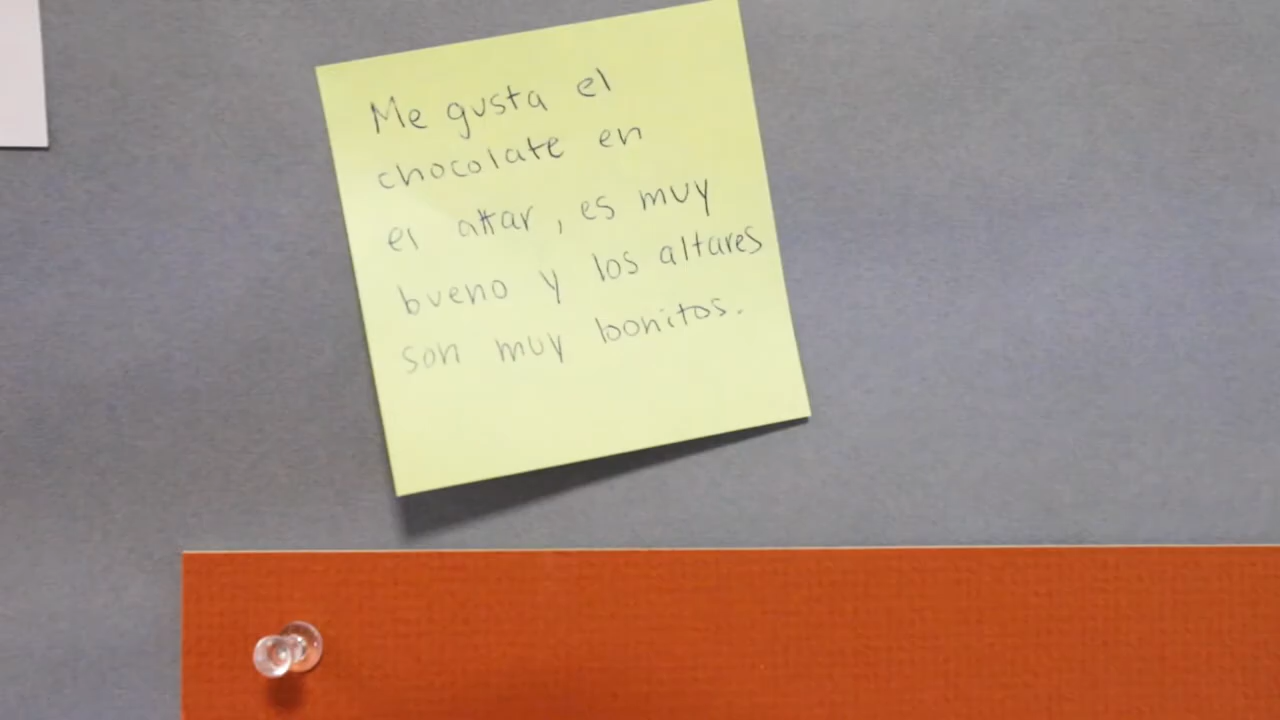 Me gusta el
chocolate en
el altar, es muy
bueno y los altares
son muy bonitos.